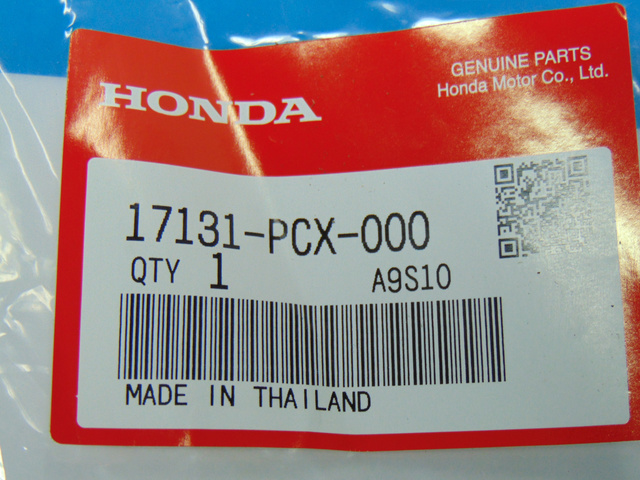 HONDA
GENUINE PARTS
Honda Motor Co., Ltd.
17131-PCX-000
QTY 1 A9S10
MADE IN THAILAND